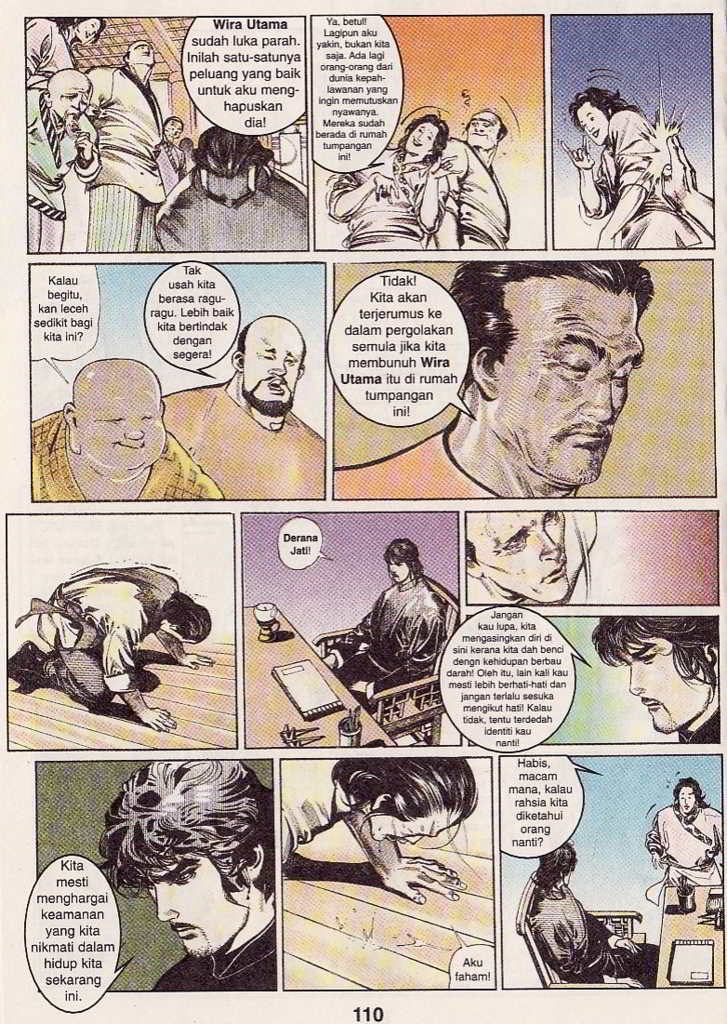 Wira Utama
sudah luka parah.
Inilah satu-satunya
peluang yang baik
untuk aku meng-
hapuskan
dia!
Ya, betul!
Lagipun aku
yakin, bukan kita
saja. Ada lagi
orang-orang dari
dunia kepah-
lawanan yang
ingin memutuskan
nyawanya.
Mereka sudah
berada di rumah
tumpangan
ini!
Kalau
begitu,
kan leceh
sedikit bagi
kita ini?
Tak
usah kita
berasa ragu-
ragu. Lebih baik
kita bertindak
dengan
segera!
Tidak!
Kita akan
terjerumus ke
dalam pergolakan
semula jika kita
membunuh Wira
Utama itu di rumah
tumpangan
ini!
Derana
Jati!
Jangan
kau lupa, kita
mengasingkan diri di
sini kerana kita dah benci
dengn kehidupan berbau
darah! Oleh itu, lain kali kau
mesti lebih berhati-hati dan
jangan terlalu sesuka
mengikut hati! Kalau
tidak, tentu terdedah
identiti kau
nanti!
Kita
mesti
menghargai
keamanan
yang kita
nikmati dalam
hidup kita
sekarang
ini.
Aku
faham!
Habis,
macam
mana, kalau
rahsia kita
diketahui
orang
nanti?
110